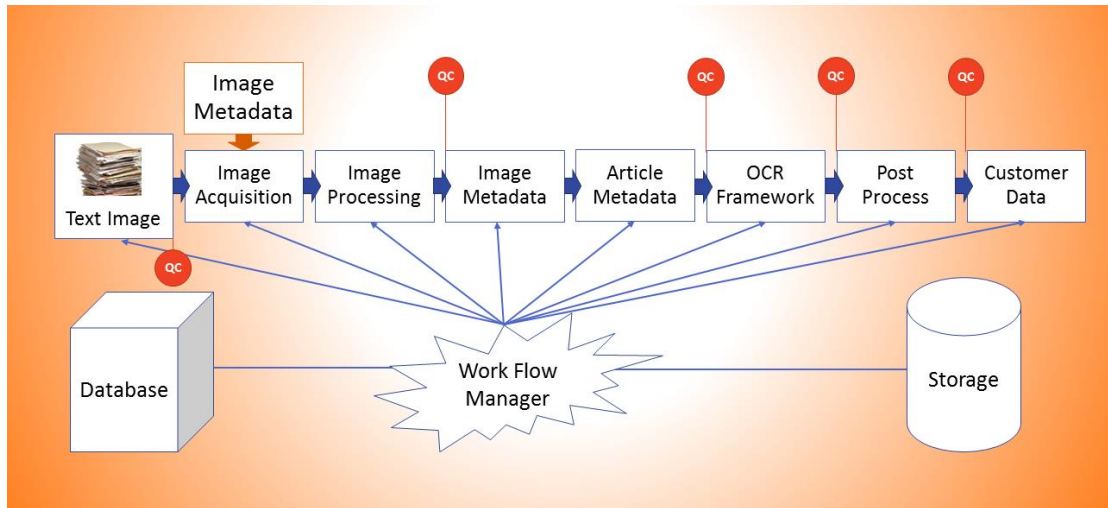 QC
QC
QC
QC
Image
Metadata
Text Image
Image
Acquisition
Image
Processing
Image
Metadata
Article
Metadata
OCR
Framework
Post
Process
Customer
Data
QC
Database
Work Flow
Manager
Storage